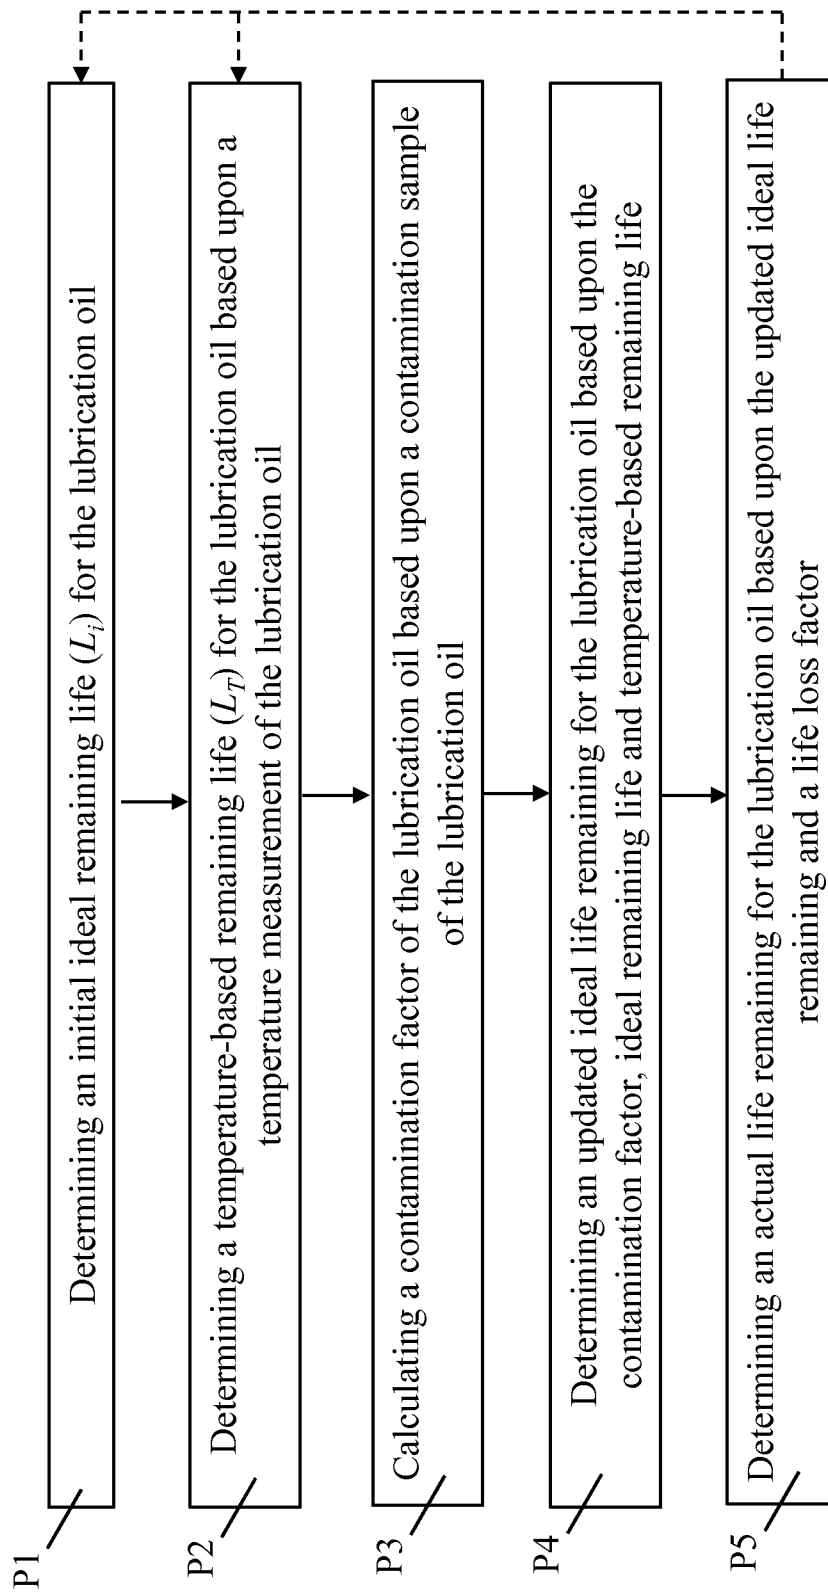 P1
Determining an initial ideal remaining life (Li) for the lubrication oil
P2
Determining a temperature-based remaining life (LT) for the lubrication oil based upon a
temperature measurement of the lubrication oil
P3
Calculating a contamination factor of the lubrication oil based upon a contamination sample
of the lubrication oil
P4
Determining an updated ideal life remaining for the lubrication oil based upon the
contamination factor, ideal remaining life and temperature-based remaining life
P5
Determining an actual life remaining for the lubrication oil based upon the updated ideal life
remaining and a life loss factor